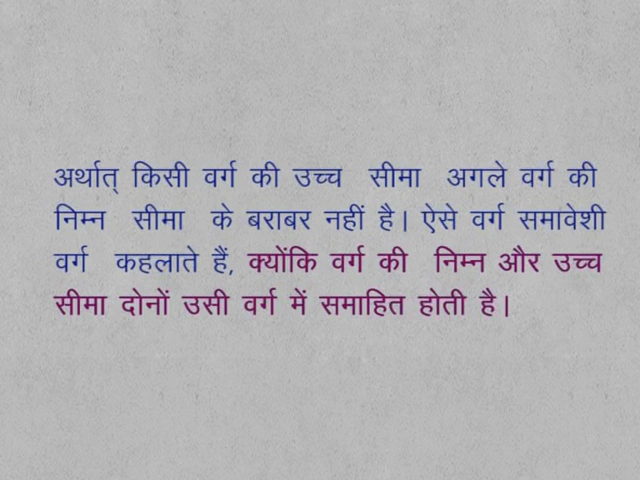 अर्थात् किसी वर्ग की उच्च सीमा अगले वर्ग की
निम्न सीमा के बराबर नहीं है। ऐसे वर्ग समावेशी
वर्ग कहलाते हैं, क्योंकि वर्ग की निम्न और उच्च
सीमा दोनों उसी वर्ग में समाहित होती है।